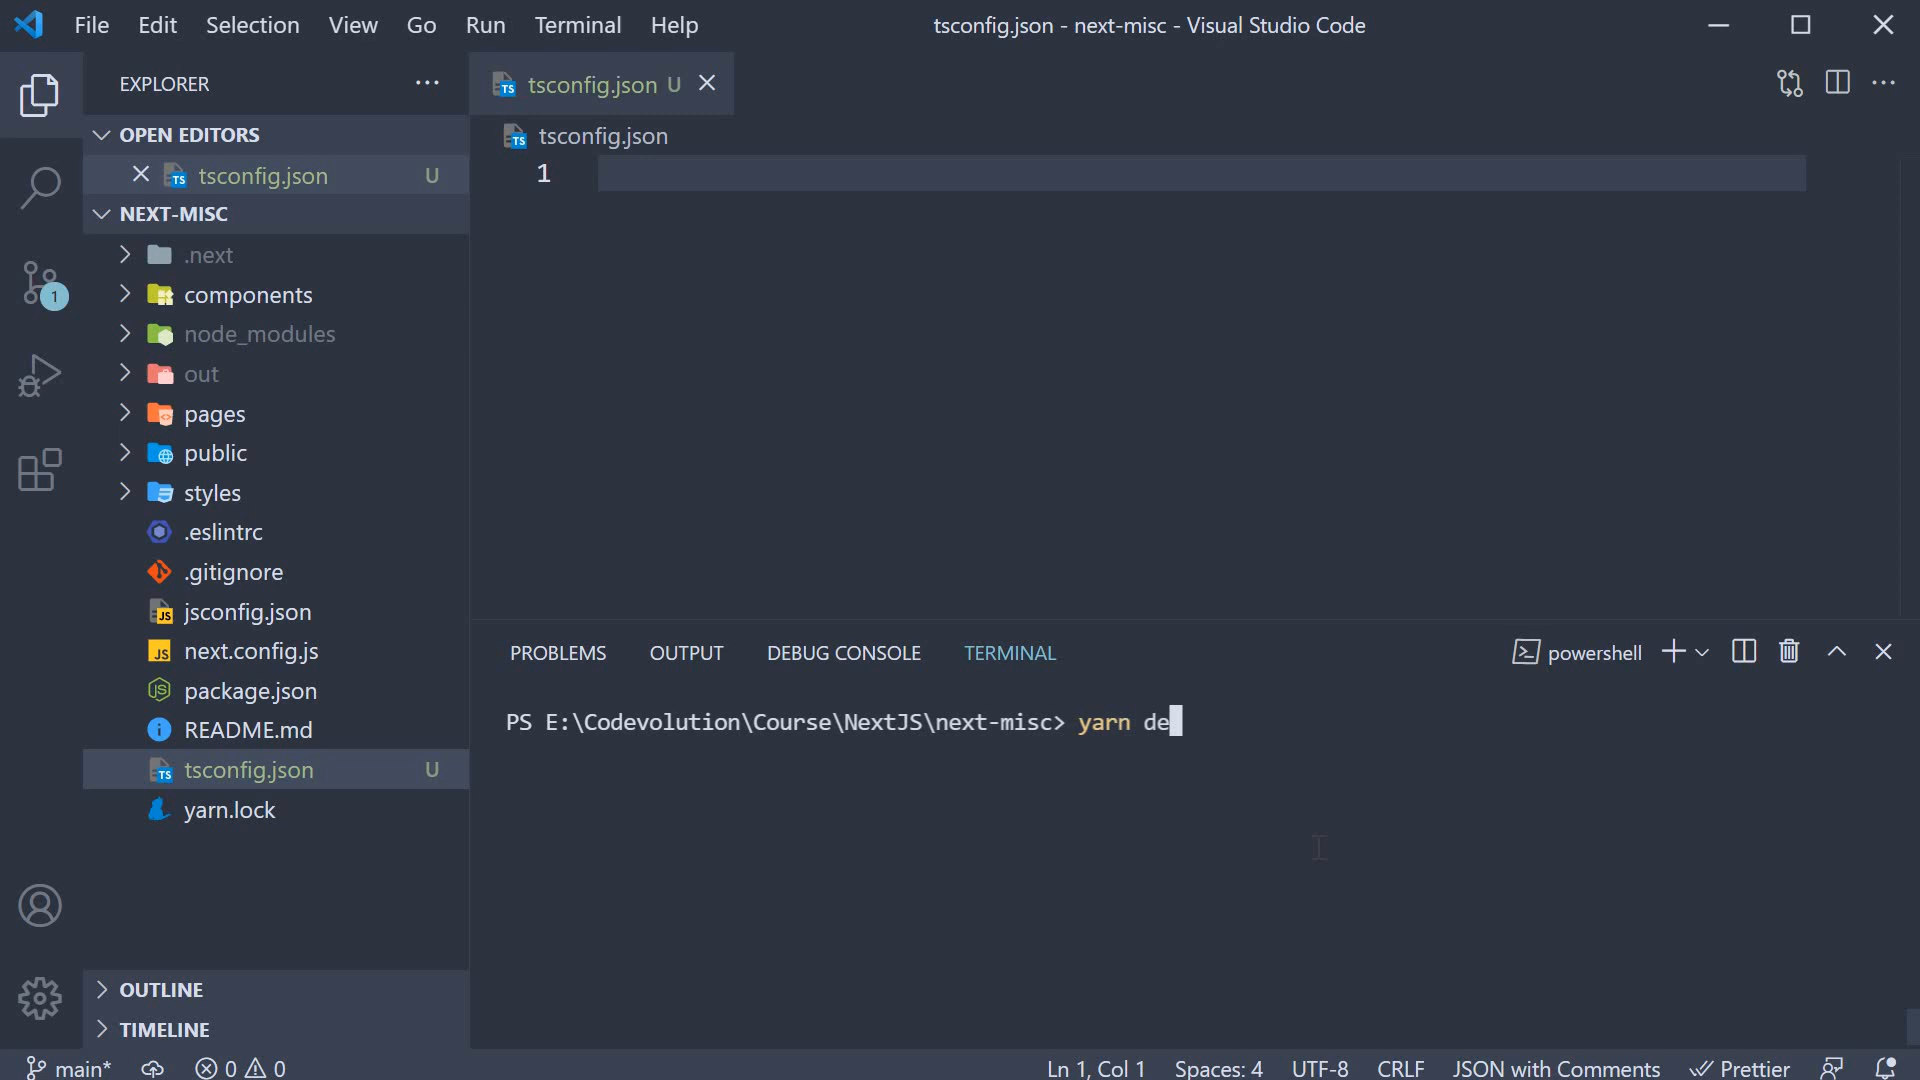 File Edit Selection View Go Run Terminal Help
tsconfig.json - next-misc - Visual Studio Code
EXPLORER
OPEN EDITORS
tsconfig.json U
NEXT-MISC
.next
components
node_modules
out
pages
public
styles
.eslintrc
.gitignore
jsconfig.json
next.config.js
package.json
README.md
tsconfig.json U
yarn.lock
OUTLINE
TIMELINE
1
tsconfig.json U
tsconfig.json
1
PROBLEMS OUTPUT DEBUG CONSOLE TERMINAL
powershell
PS E:\Codevolution\Course\NextJS\next-misc> yarn de
main* 0 0
Ln 1, Col 1 Spaces: 4 UTF-8 CRLF JSON with Comments Prettier